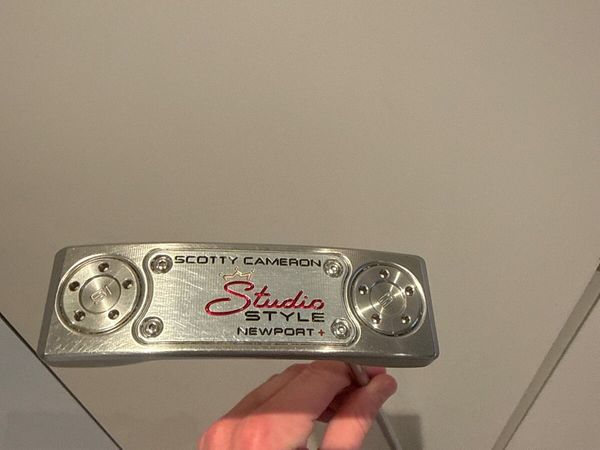 SCOTTY CAMERON
Studio
STYLE
NEWPORT +